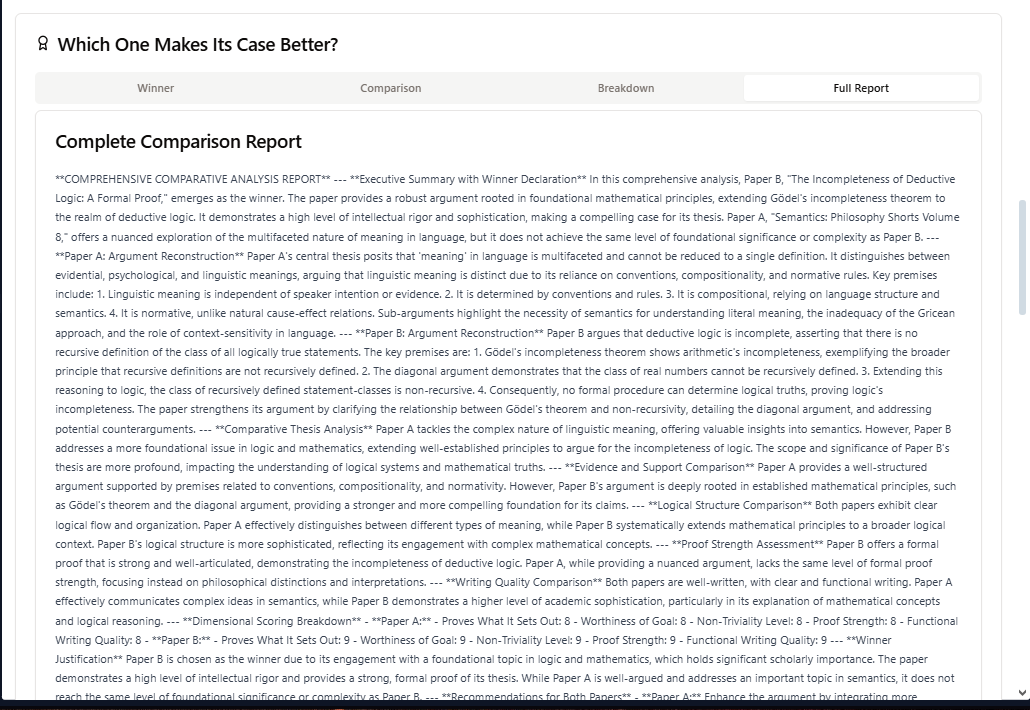 Which One Makes Its Case Better?
Winner
Comparison
Breakdown
Full Report
Complete Comparison Report
**COMPREHENSIVE COMPARATIVE ANALYSIS REPORT** --- **Executive Summary with Winner Declaration** In this comprehensive analysis, Paper B, "The Incompleteness of Deductive
Logic: A Formal Proof," emerges as the winner. The paper provides a robust argument rooted in foundational mathematical principles, extending Gödel's incompleteness theorem to
the realm of deductive logic. It demonstrates a high level of intellectual rigor and sophistication, making a compelling case for its thesis. Paper A, "Semantics: Philosophy Shorts Volume
8," offers a nuanced exploration of the multifaceted nature of meaning in language, but it does not achieve the same level of foundational significance or complexity as Paper B. ---
**Paper A: Argument Reconstruction** Paper A's central thesis posits that 'meaning' in language is multifaceted and cannot be reduced to a single definition. It distinguishes between
evidential, psychological, and linguistic meanings, arguing that linguistic meaning is distinct due to its reliance on conventions, compositionality, and normative rules. Key premises
include: 1. Linguistic meaning is independent of speaker intention or evidence. 2. It is determined by conventions and rules. 3. It is compositional, relying on language structure and
semantics. 4. It is normative, unlike natural cause-effect relations. Sub-arguments highlight the necessity of semantics for understanding literal meaning, the inadequacy of the Gricean
approach, and the role of context-sensitivity in language. --- **Paper B: Argument Reconstruction** Paper B argues that deductive logic is incomplete, asserting that there is no
recursive definition of the class of all logically true statements. The key premises are: 1. Gödel's incompleteness theorem shows arithmetic's incompleteness, exemplifying the broader
principle that recursive definitions are not recursively defined. 2. The diagonal argument demonstrates that the class of real numbers cannot be recursively defined. 3. Extending this
reasoning to logic, the class of recursively defined statement-classes is non-recursive. 4. Consequently, no formal procedure can determine logical truths, proving logic's
incompleteness. The paper strengthens its argument by clarifying the relationship between Gödel's theorem and non-recursivity, detailing the diagonal argument, and addressing
potential counterarguments. --- **Comparative Thesis Analysis** Paper A tackles the complex nature of linguistic meaning, offering valuable insights into semantics. However, Paper B
addresses a more foundational issue in logic and mathematics, extending well-established principles to argue for the incompleteness of logic. The scope and significance of Paper B's
thesis are more profound, impacting the understanding of logical systems and mathematical truths. --- **Evidence and Support Comparison** Paper A provides a well-structured
argument supported by premises related to conventions, compositionality, and normativity. However, Paper B's argument is deeply rooted in established mathematical principles, such
as Gödel's theorem and the diagonal argument, providing a stronger and more compelling foundation for its claims. --- **Logical Structure Comparison** Both papers exhibit clear
logical flow and organization. Paper A effectively distinguishes between different types of meaning, while Paper B systematically extends mathematical principles to a broader logical
context. Paper B's logical structure is more sophisticated, reflecting its engagement with complex mathematical concepts. --- **Proof Strength Assessment** Paper B offers a formal
proof that is strong and well-articulated, demonstrating the incompleteness of deductive logic. Paper A, while providing a nuanced argument, lacks the same level of formal proof
strength, focusing instead on philosophical distinctions and interpretations. --- **Writing Quality Comparison** Both papers are well-written, with clear and functional writing. Paper A
effectively communicates complex ideas in semantics, while Paper B demonstrates a higher level of academic sophistication, particularly in its explanation of mathematical concepts
and logical reasoning. --- **Dimensional Scoring Breakdown** - **Paper A:** - Proves What It Sets Out: 8 - Worthiness of Goal: 8 - Non-Triviality Level: 8 - Proof Strength: 8 - Functional
Writing Quality: 8 - **Paper B:** - Proves What It Sets Out: 9 - Worthiness of Goal: 9 - Non-Triviality Level: 9 - Proof Strength: 9 - Functional Writing Quality: 9 --- **Winner
Justification** Paper B is chosen as the winner due to its engagement with a foundational topic in logic and mathematics, which holds significant scholarly importance. The paper
demonstrates a high level of intellectual rigor and provides a strong, formal proof of its thesis. While Paper A is well-argued and addresses an important topic in semantics, it does not
reach the same level of foundational significance or complexity as Paper B. --- **Recommendations for Both Papers** - **Paper A:** Enhance the argument by integrating more